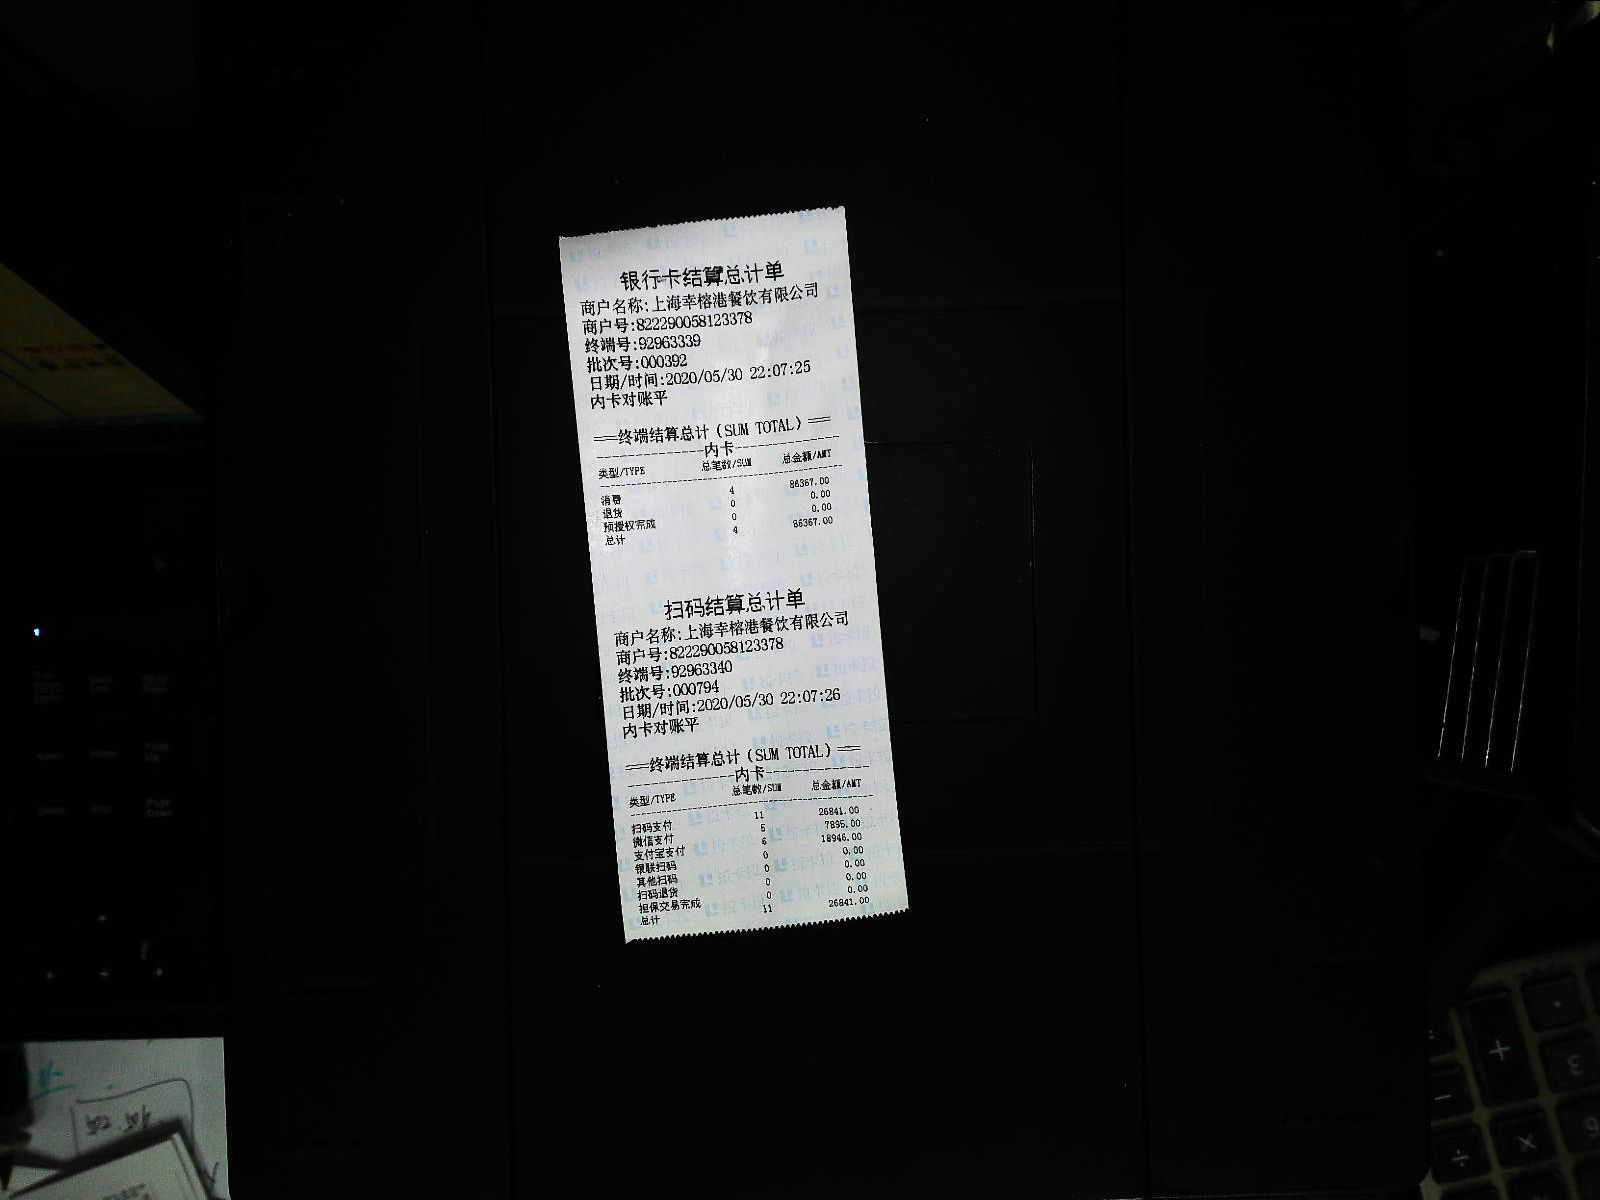 银行卡结算总计单
商户名称:上海幸榕港餐饮有限公司
商户号:822290058123378
终端号:92963339
批次号:000392
日期/时间:2020/05/30 22:07:25
内卡对账平
===终端结算总计(SUM TOTAL)===
内卡
类型/TYPE 总笔数/SUM 总金额/AMT
消费 4 86367.00
退货 0 0.00
预授权完成 0 0.00
总计 4 86367.00
扫码结算总计单
商户名称:上海幸榕港餐饮有限公司
商户号:822290058123378
终端号:92963340
批次号:000794
日期/时间:2020/05/30 22:07:26
内卡对账平
===终端结算总计(SUM TOTAL)===
内卡
类型/TYPE 总笔数/SUM 总金额/AMT
扫码支付 11 26841.00
微信支付 5 7895.00
支付宝支付 6 18946.00
银联扫码 0 0.00
其他扫码 0 0.00
扫码退货 0 0.00
担保交易完成 0 0.00
总计 11 26841.00